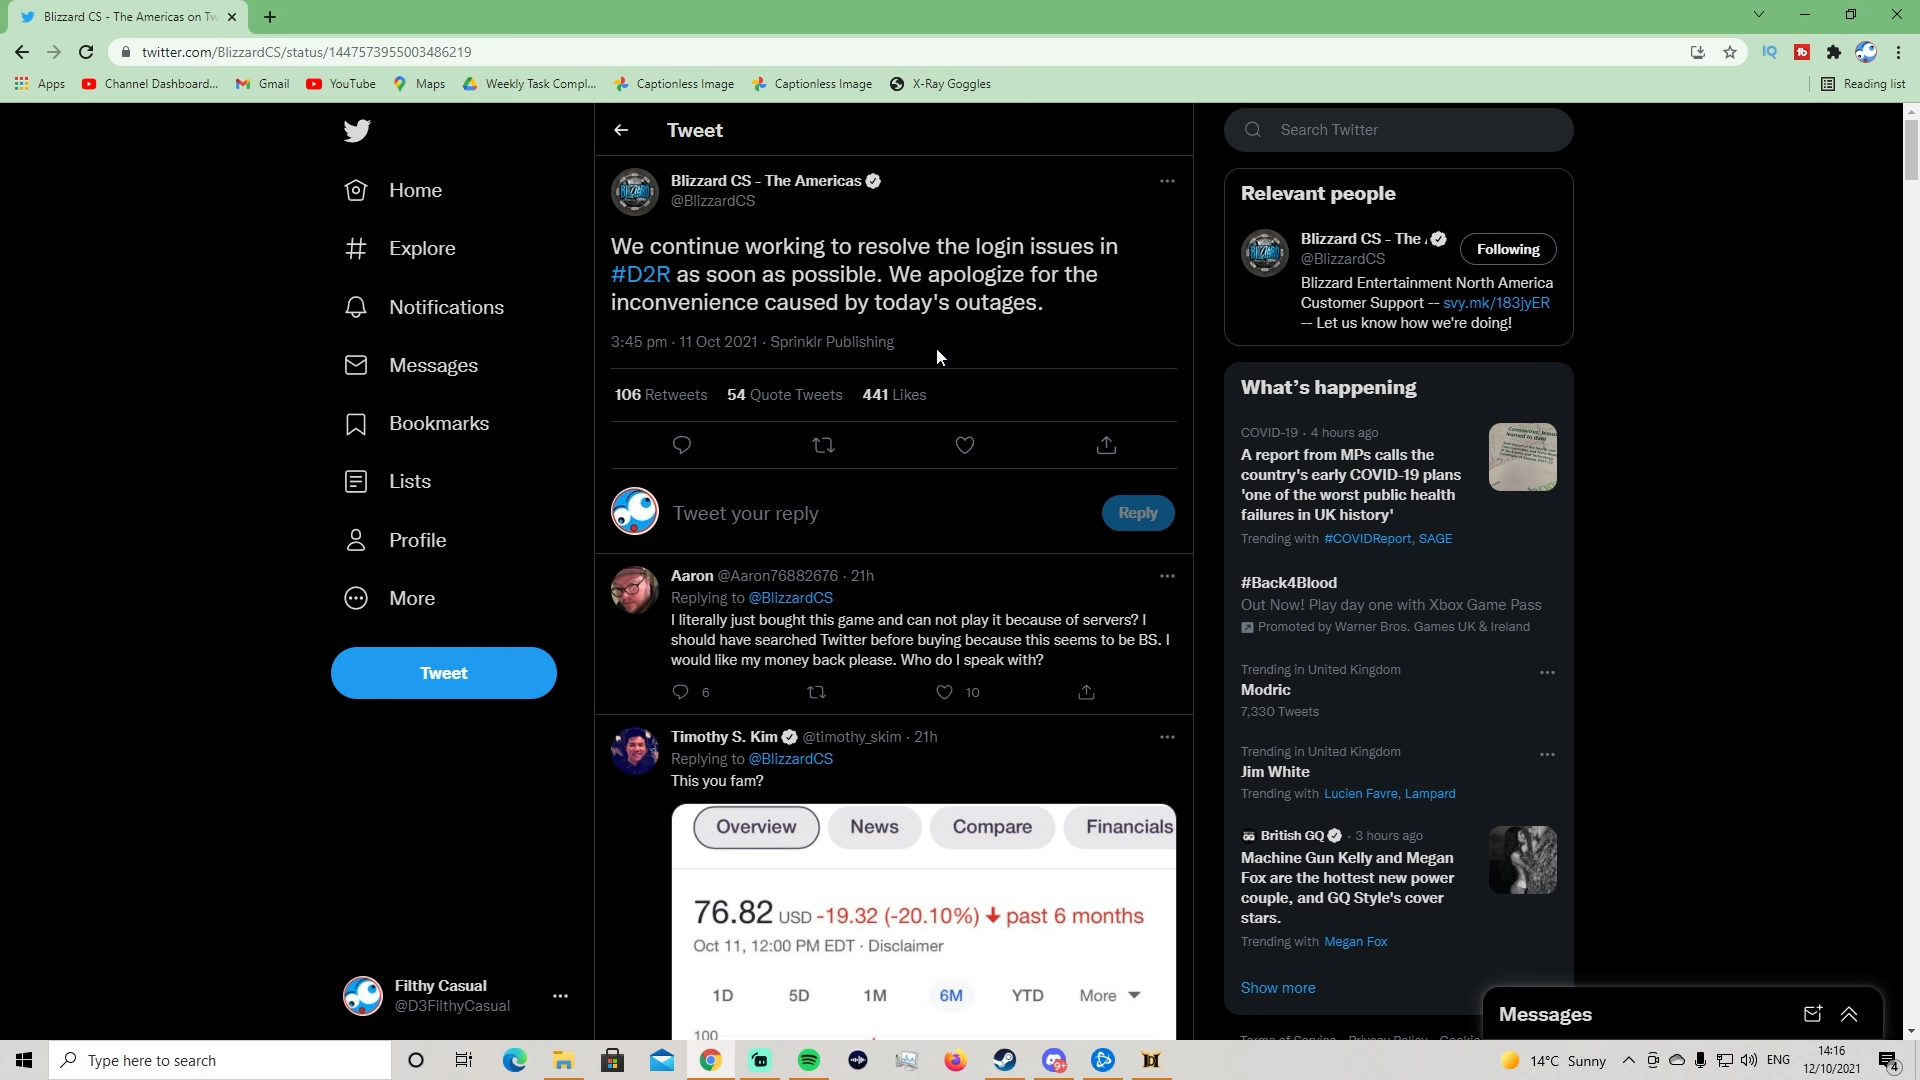 Blizzard CS - The Americas on Tw
twitter.com/BlizzardCS/status/1447573955003486219
Apps
Channel Dashboard...
Gmail
YouTube
Maps
Weekly Task Compl...
Captionless Image
Captionless Image
X-Ray Goggles
Reading list
Home
Explore
Notifications
Messages
Bookmarks
Lists
Profile
More
Tweet
Filthy Casual
@D3FilthyCasual
Tweet
Blizzard CS - The Americas
@BlizzardCS
We continue working to resolve the login issues in
#D2R as soon as possible. We apologize for the
inconvenience caused by today's outages.
3:45 pm · 11 Oct 2021 · Sprinklr Publishing
106 Retweets 54 Quote Tweets 441 Likes
Tweet your reply
Reply
Aaron @Aaron76882676 · 21h
Replying to @BlizzardCS
I literally just bought this game and can not play it because of servers? I
should have searched Twitter before buying because this seems to be BS. I
would like my money back please. Who do I speak with?
6 10
Timothy S. Kim @timothy_skim · 21h
Replying to @BlizzardCS
This you fam?
Overview News Compare Financials
76.82 USD -19.32 (-20.10%) past 6 months
Oct 11, 12:00 PM EDT · Disclaimer
1D 5D 1M 6M YTD More
100
Search Twitter
Relevant people
Blizzard CS - The
@BlizzardCS
Following
Blizzard Entertainment North America
Customer Support -- svy.mk/183jyER
-- Let us know how we're doing!
What's happening
COVID-19 · 4 hours ago
A report from MPs calls the
country's early COVID-19 plans
'one of the worst public health
failures in UK history'
Trending with #COVIDReport, SAGE
#Back4Blood
Out Now! Play day one with Xbox Game Pass
Promoted by Warner Bros. Games UK & Ireland
Trending in United Kingdom
Modric
7,330 Tweets
Trending in United Kingdom
Jim White
Trending with Lucien Favre, Lampard
British GQ · 3 hours ago
Machine Gun Kelly and Megan
Fox are the hottest new power
couple, and GQ Style's cover
stars.
Trending with Megan Fox
Show more
Messages
Type here to search
14°C Sunny
ENG
14:16
12/10/2021
4